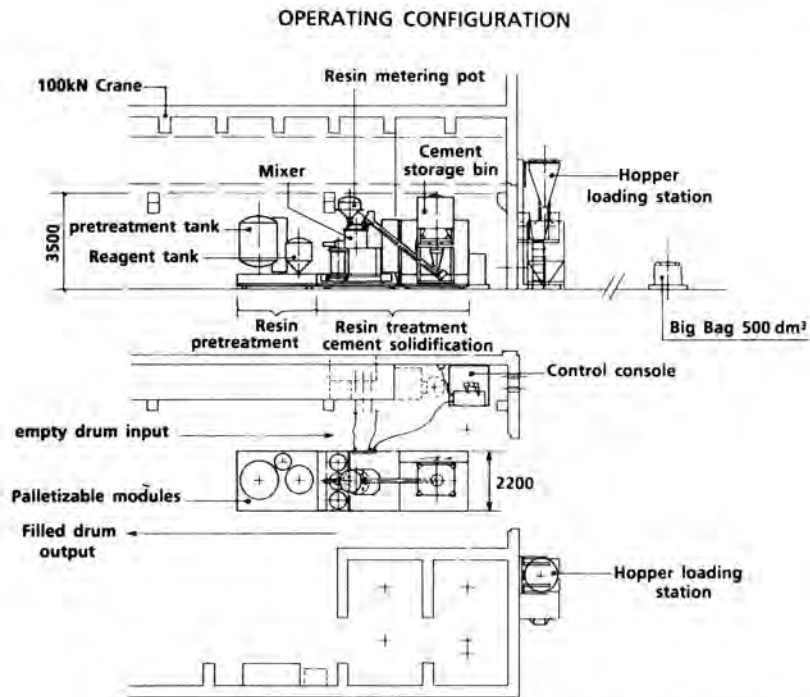 OPERATING CONFIGURATION
Resin metering pot
100kN Crane
Cement
storage bin
Mixer
Hopper
loading station
pretreatment tank
Reagent tank
3500
Resin
pretreatment
Resin treatment
cement solidification
Big Bag 500 dm³
Control console
empty drum input
2200
Palletizable modules
Filled drum
output
Hopper loading
station